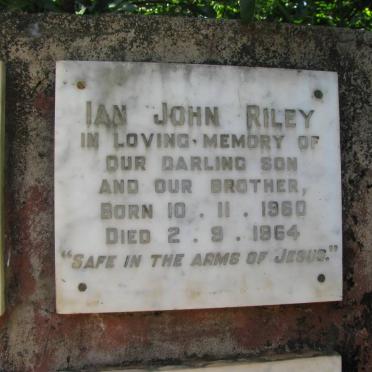 IAN JOHN RILEY
IN LOVING · MEMORY OF
OUR DARLING SON
AND OUR BROTHER,
BORN 10 . 11 . 1960
DIED 2 . 9 . 1964
"SAFE IN THE ARMS OF JESUS."